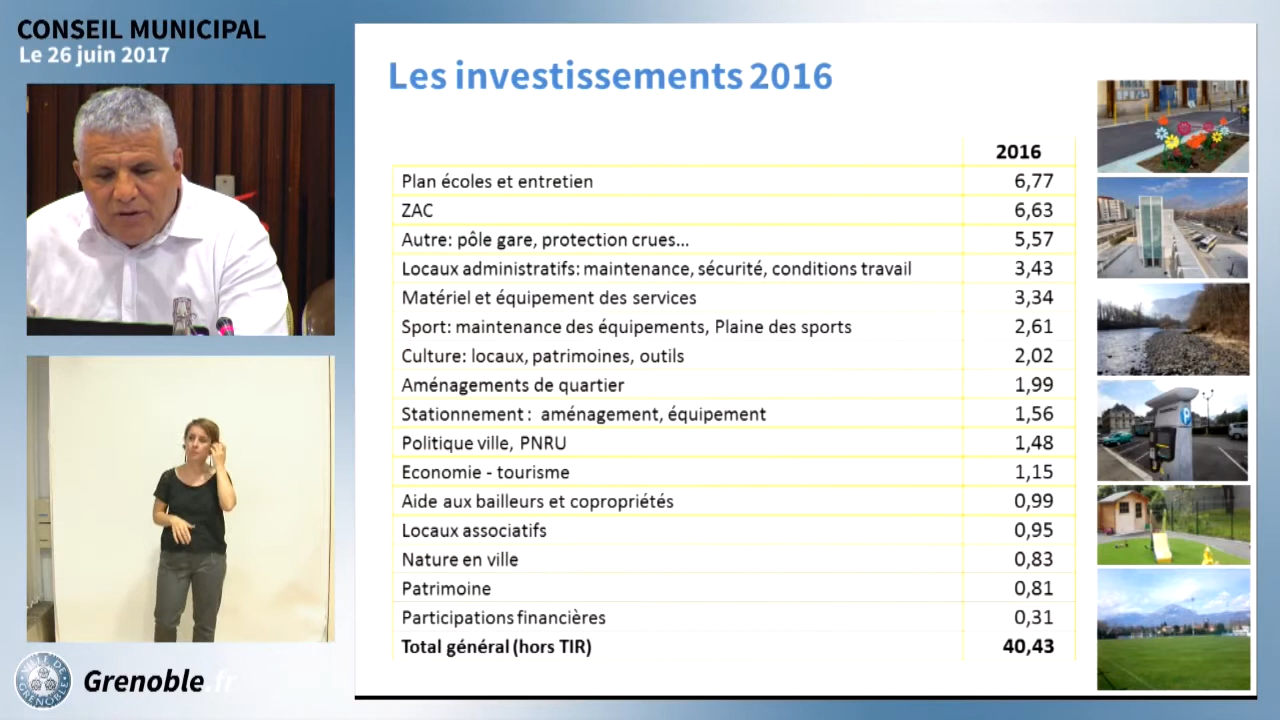 CONSEIL MUNICIPAL
Le 26 juin 2017
Les investissements 2016
2016
Plan écoles et entretien 6,77
ZAC 6,63
Autre: pôle gare, protection crues... 5,57
Locaux administratifs: maintenance, sécurité, conditions travail 3,43
Matériel et équipement des services 3,34
Sport: maintenance des équipements, Plaine des sports 2,61
Culture: locaux, patrimoines, outils 2,02
Aménagements de quartier 1,99
Stationnement : aménagement, équipement 1,56
Politique ville, PNRU 1,48
Economie - tourisme 1,15
Aide aux bailleurs et copropriétés 0,99
Locaux associatifs 0,95
Nature en ville 0,83
Patrimoine 0,81
Participations financières 0,31
Total général (hors TIR) 40,43
P
VILLE DE GRENOBLE
Grenoble.fr